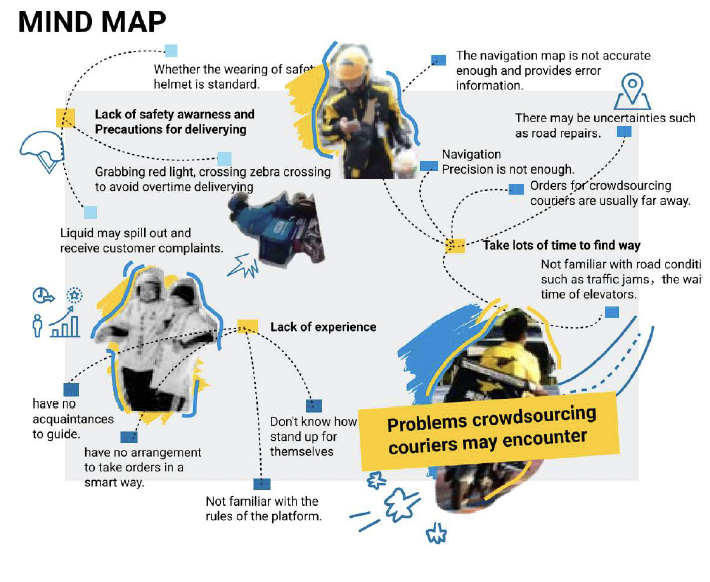 MIND MAP
Whether the wearing of safety
helmet is standard.
Lack of safety awarness and
Precautions for deliverying
Grabbing red light, crossing zebra crossing
to avoid overtime deliverying
Liquid may spill out and
receive customer complaints.
The navigation map is not accurate
enough and provides error
information.
There may be uncertainties such
as road repairs.
Navigation
Precision is not enough.
Orders for crowdsourcing
couriers are usually far away.
Take lots of time to find way
Not familiar with road conditi
such as traffic jams，the wai
time of elevators.
Lack of experience
have no
acquaintances
to guide.
have no arrangement
to take orders in a
smart way.
Don't know how
stand up for
themselves
Not familiar with the
rules of the platform.
Problems crowdsourcing
couriers may encounter